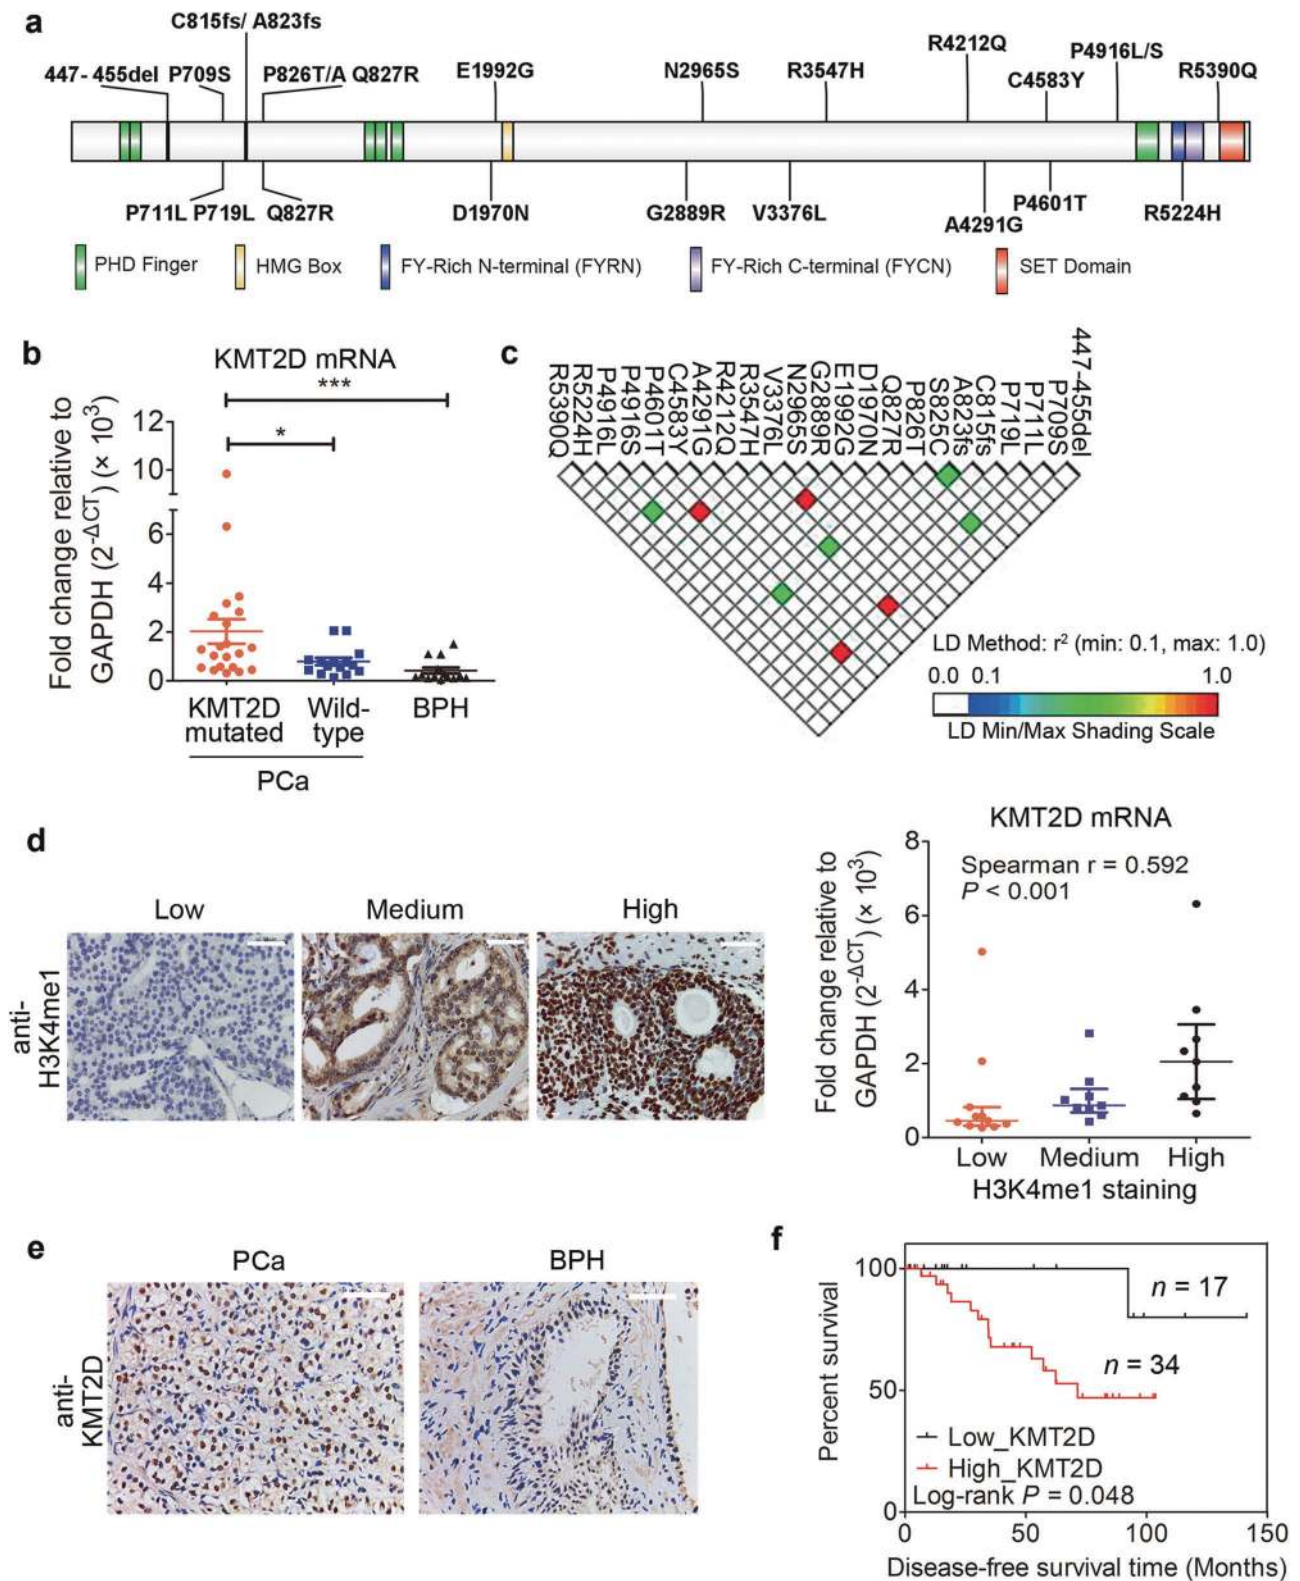 a
C815fs/ A823fs
447- 455del P709S P826T/A Q827R E1992G N2965S R3547H R4212Q C4583Y P4916L/S R5390Q
P711L P719L Q827R D1970N G2889R V3376L A4291G P4601T R5224H
PHD Finger HMG Box FY-Rich N-terminal (FYRN) FY-Rich C-terminal (FYCN) SET Domain
b
KMT2D mRNA
***
*
Fold change relative to
GAPDH (2-ΔCT) (× 10³)
12
10
6
4
2
0
KMT2D
mutated
Wild-
type
BPH
PCa
c
R5390Q
R5224H
P4916L
P4916S
P4601T
C4583Y
A4291G
R4212Q
R3547H
V3376L
N2965S
G2889R
E1992G
D1970N
Q827R
P826T
S825C
A823fs
C815fs
P719L
P711L
P709S
447-455del
LD Method: r² (min: 0.1, max: 1.0)
0.0 0.1 1.0
LD Min/Max Shading Scale
d
Low Medium High
anti-
H3K4me1
KMT2D mRNA
Spearman r = 0.592
P < 0.001
Fold change relative to
GAPDH (2-ΔCT) (× 10³)
8
6
4
2
0
Low Medium High
H3K4me1 staining
e
PCa BPH
anti-
KMT2D
f
Percent survival
100
50
0
n = 17
n = 34
Low_KMT2D
High_KMT2D
Log-rank P = 0.048
0 50 100 150
Disease-free survival time (Months)